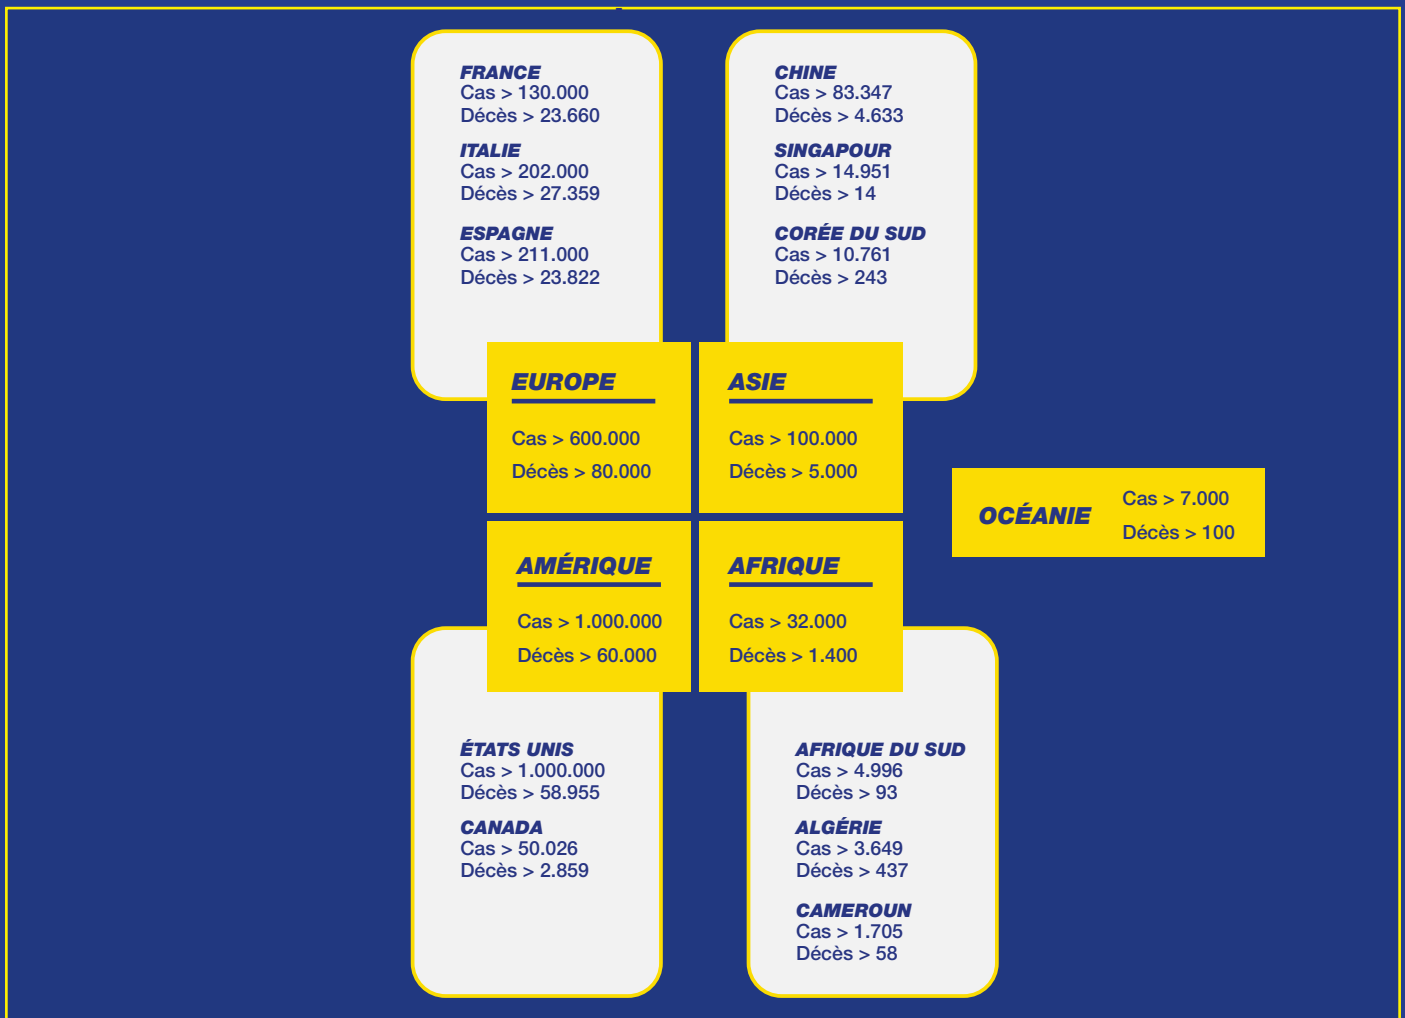 FRANCE
Cas > 130.000
Décès > 23.660
ITALIE
Cas > 202.000
Décès > 27.359
ESPAGNE
Cas > 211.000
Décès > 23.822
CHINE
Cas > 83.347
Décès > 4.633
SINGAPOUR
Cas > 14.951
Décès > 14
CORÉE DU SUD
Cas > 10.761
Décès > 243
EUROPE
Cas > 600.000
Décès > 80.000
ASIE
Cas > 100.000
Décès > 5.000
OCÉANIE
Cas > 7.000
Décès > 100
AMÉRIQUE
Cas > 1.000.000
Décès > 60.000
AFRIQUE
Cas > 32.000
Décès > 1.400
ÉTATS UNIS
Cas > 1.000.000
Décès > 58.955
CANADA
Cas > 50.026
Décès > 2.859
AFRIQUE DU SUD
Cas > 4.996
Décès > 93
ALGÉRIE
Cas > 3.649
Décès > 437
CAMEROUN
Cas > 1.705
Décès > 58